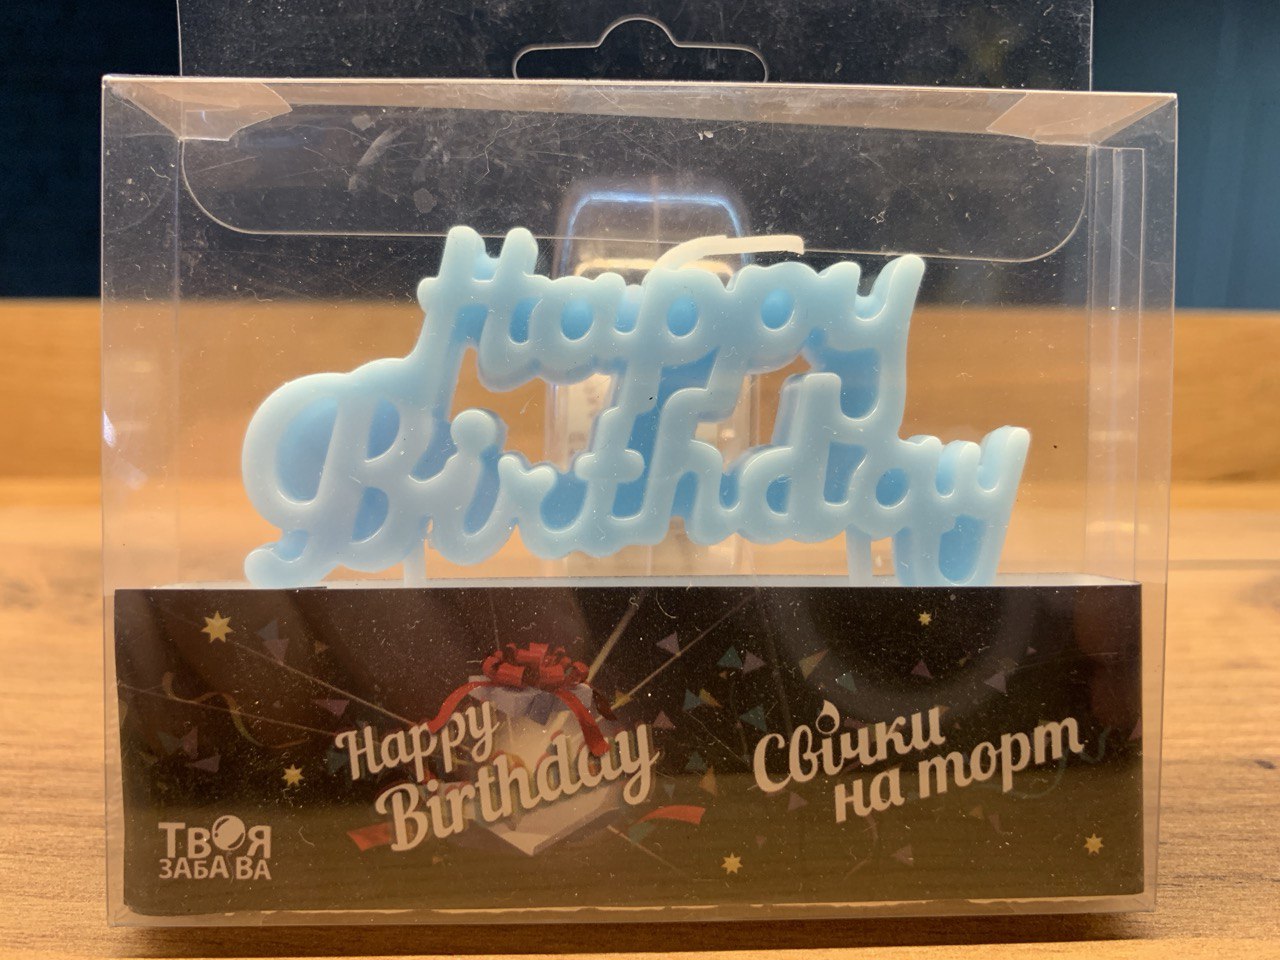 Happy
Birthday
Happy
Birthday
Свічки
на торт
ТВОЯ
ЗАБАВА